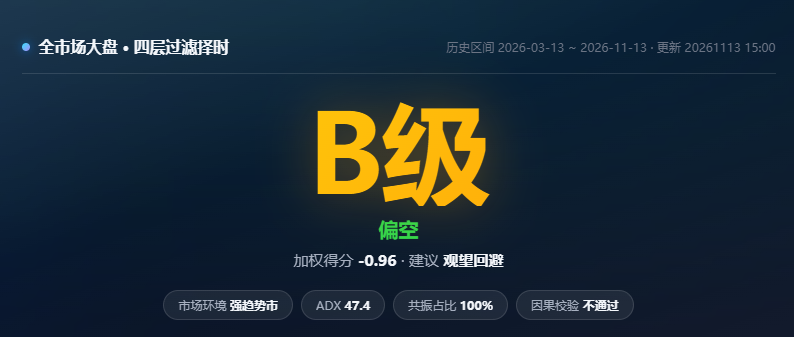 全市场大盘 • 四层过滤择时
历史区间 2026-03-13 ~ 2026-11-13 · 更新 20261113 15:00
B级
偏空
加权得分 -0.96 · 建议 观望回避
市场环境 强趋势市 ADX 47.4 共振占比 100% 因果校验 不通过